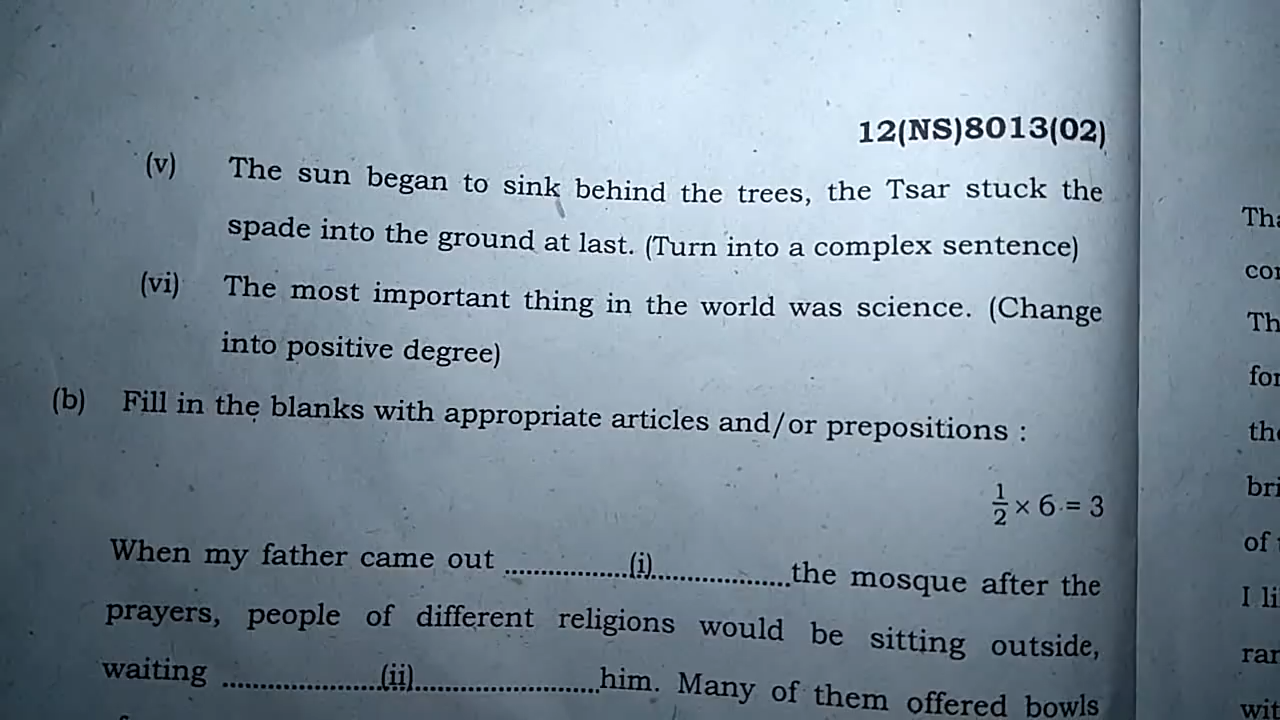 12(NS)8013(02)
(v) The sun began to sink behind the trees, the Tsar stuck the
spade into the ground at last. (Turn into a complex sentence)
(vi) The most important thing in the world was science. (Change
into positive degree)
(b) Fill in the blanks with appropriate articles and/or prepositions :
1/2 × 6 = 3
When my father came out ..................(i)....................the mosque after the
prayers, people of different religions would be sitting outside,
waiting .......................(ii)...........................him. Many of them offered bowls
Th
for
of
I li